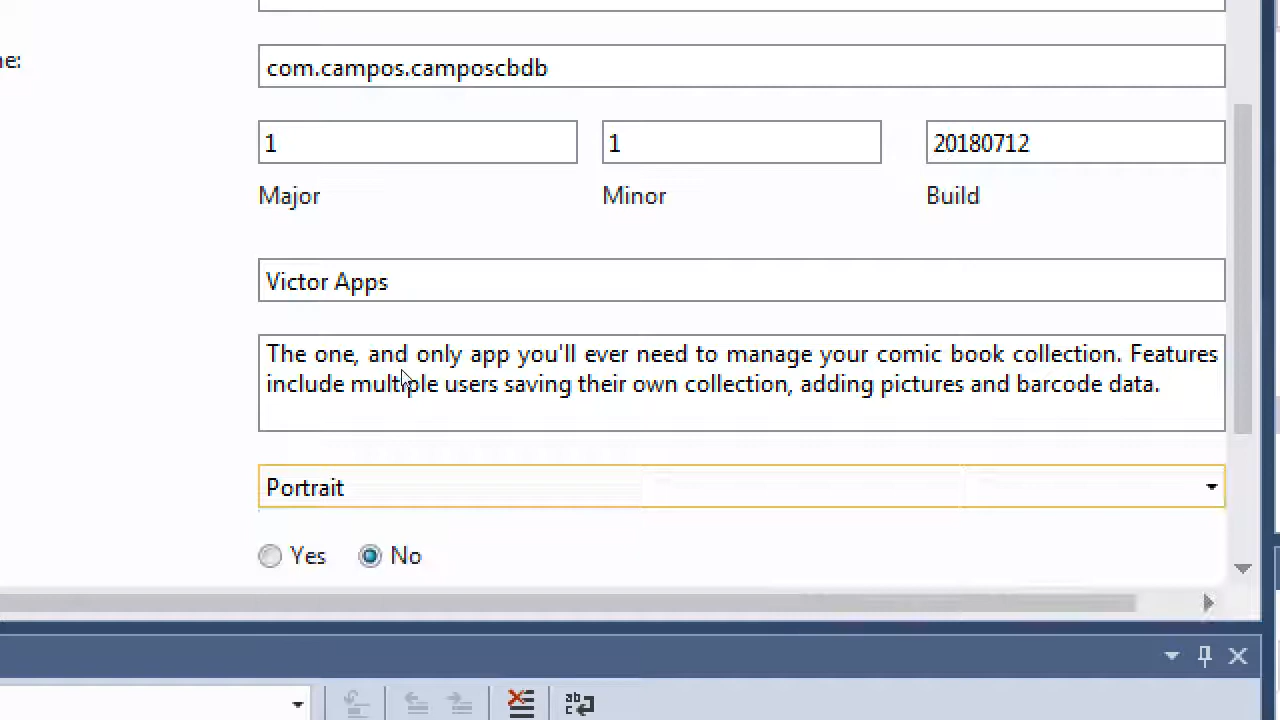 ne:
com.campos.camposcbdb
1 1 20180712
Major Minor Build
Victor Apps
The one, and only app you'll ever need to manage your comic book collection. Features
include multiple users saving their own collection, adding pictures and barcode data.
Portrait
Yes No